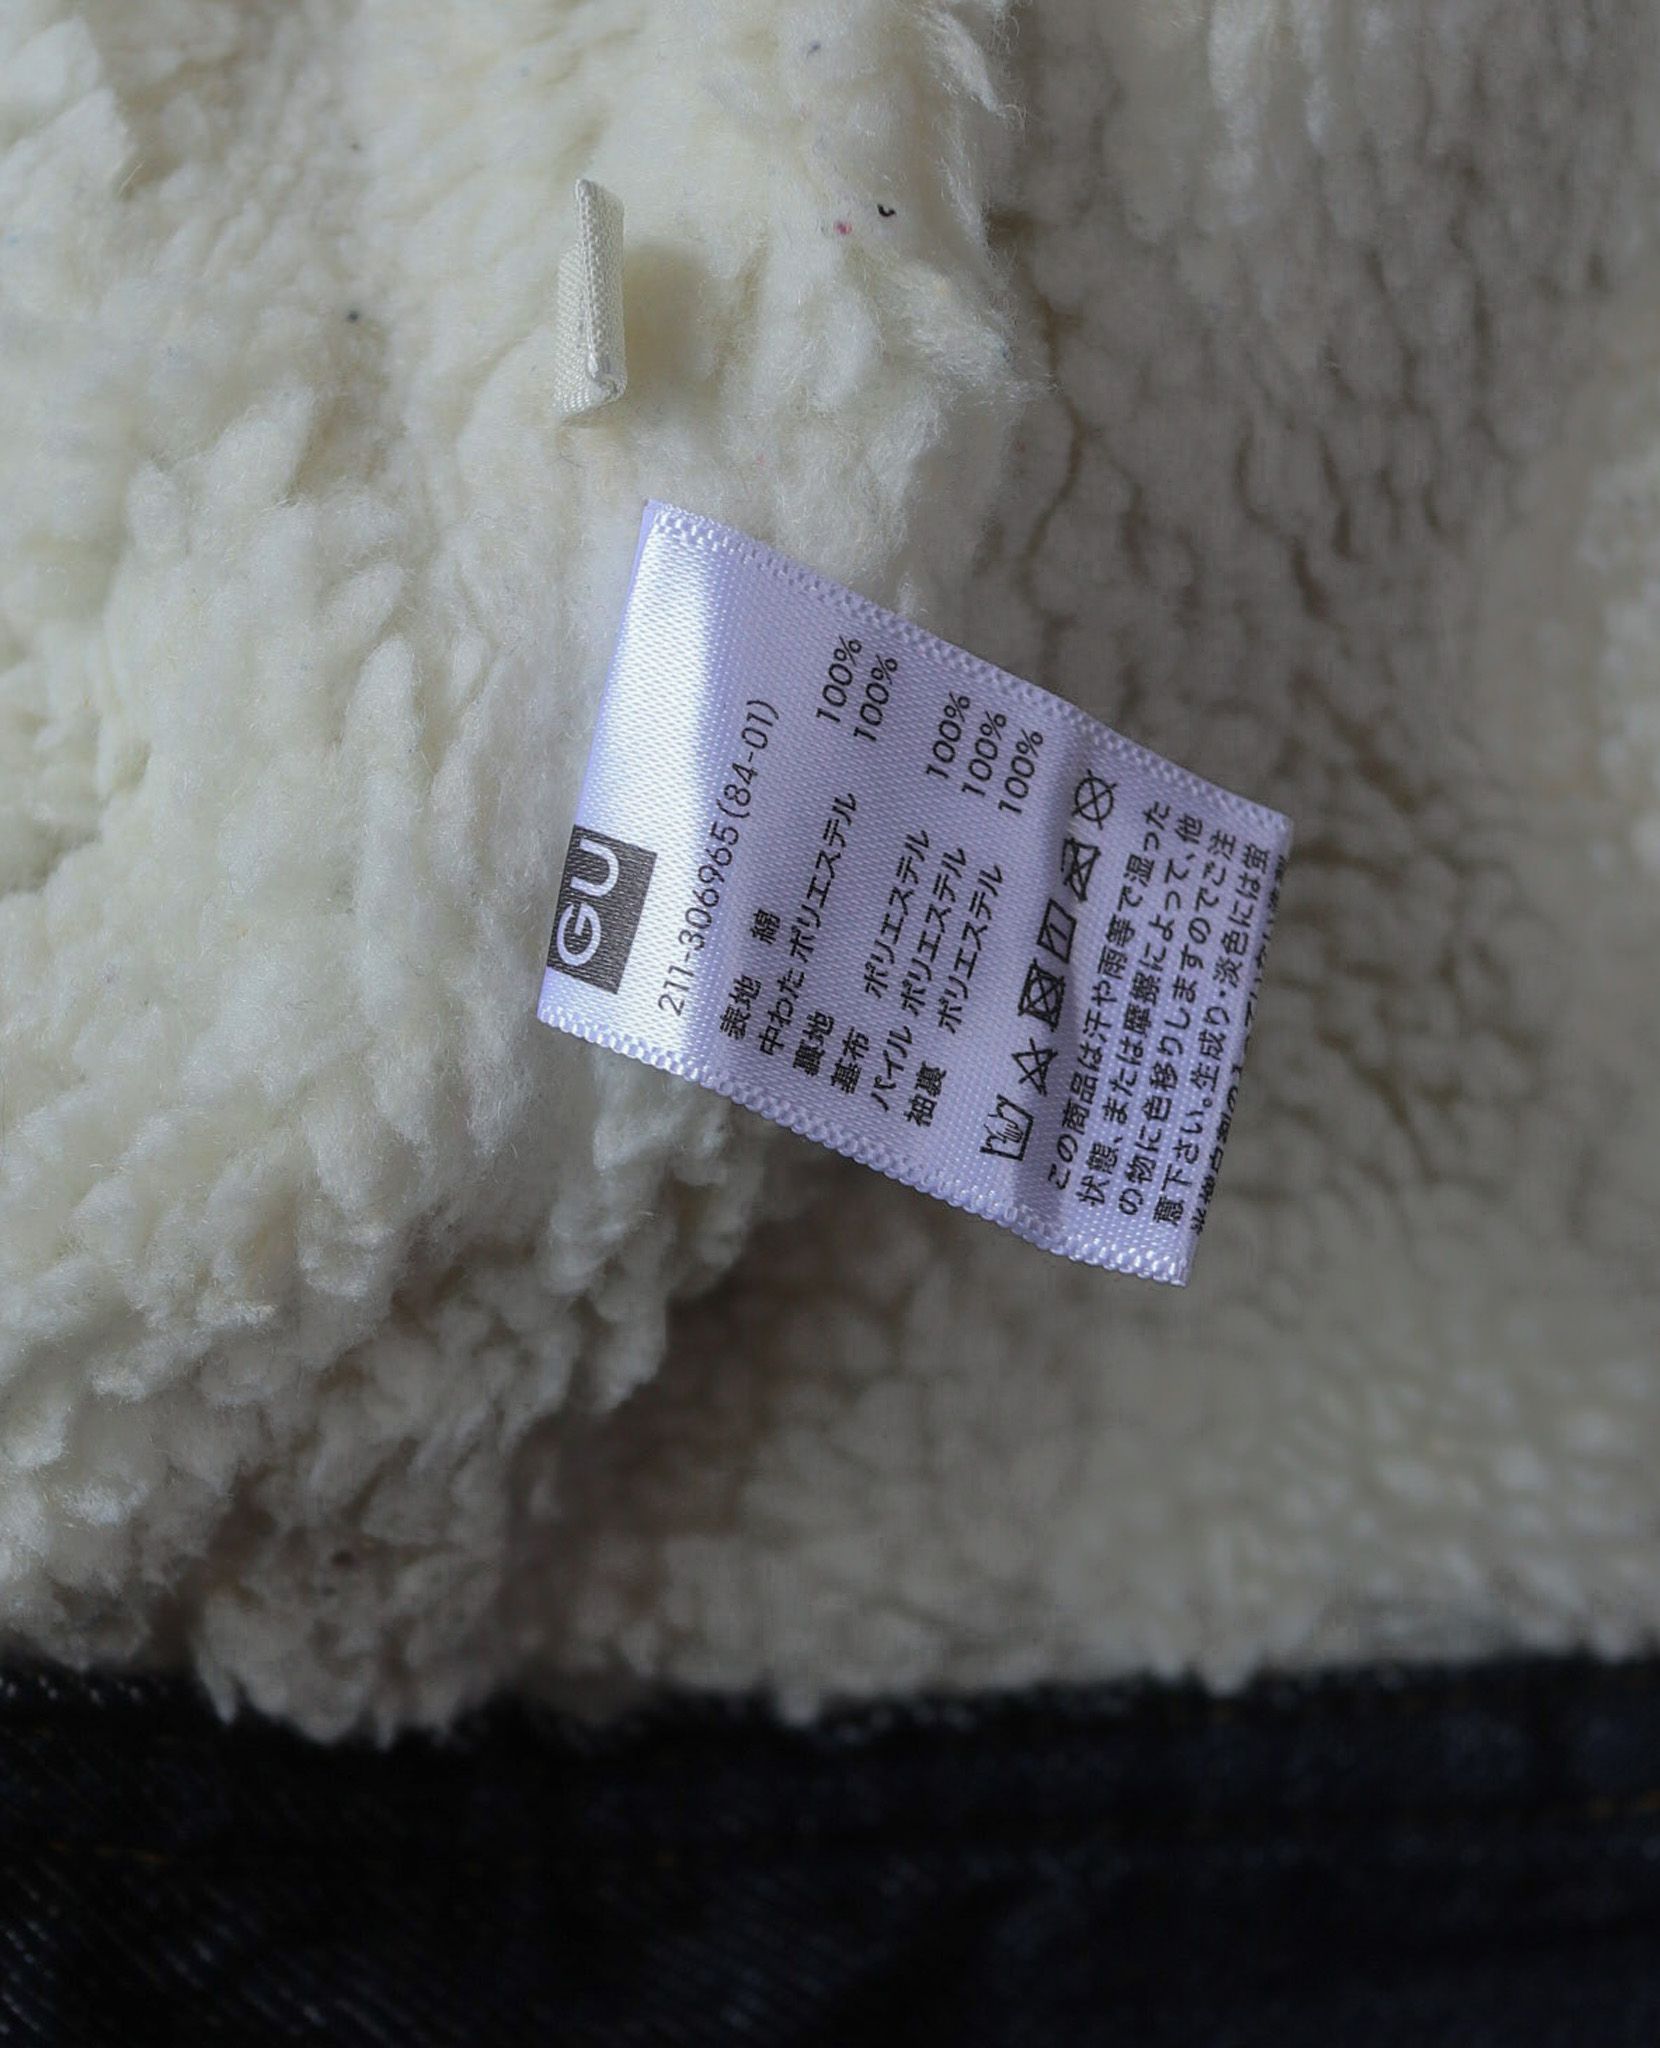 GU
211-3069965(84-01)
表地 綿 100%
中わた ポリエステル 100%
裏地
基布 ポリエステル 100%
パイル ポリエステル 100%
袖裏 ポリエステル 100%
この商品は汗や雨等で湿った
状態、または摩擦によって、他
の物に色移りしますのでご注
意下さい。生成り・淡色には蛍